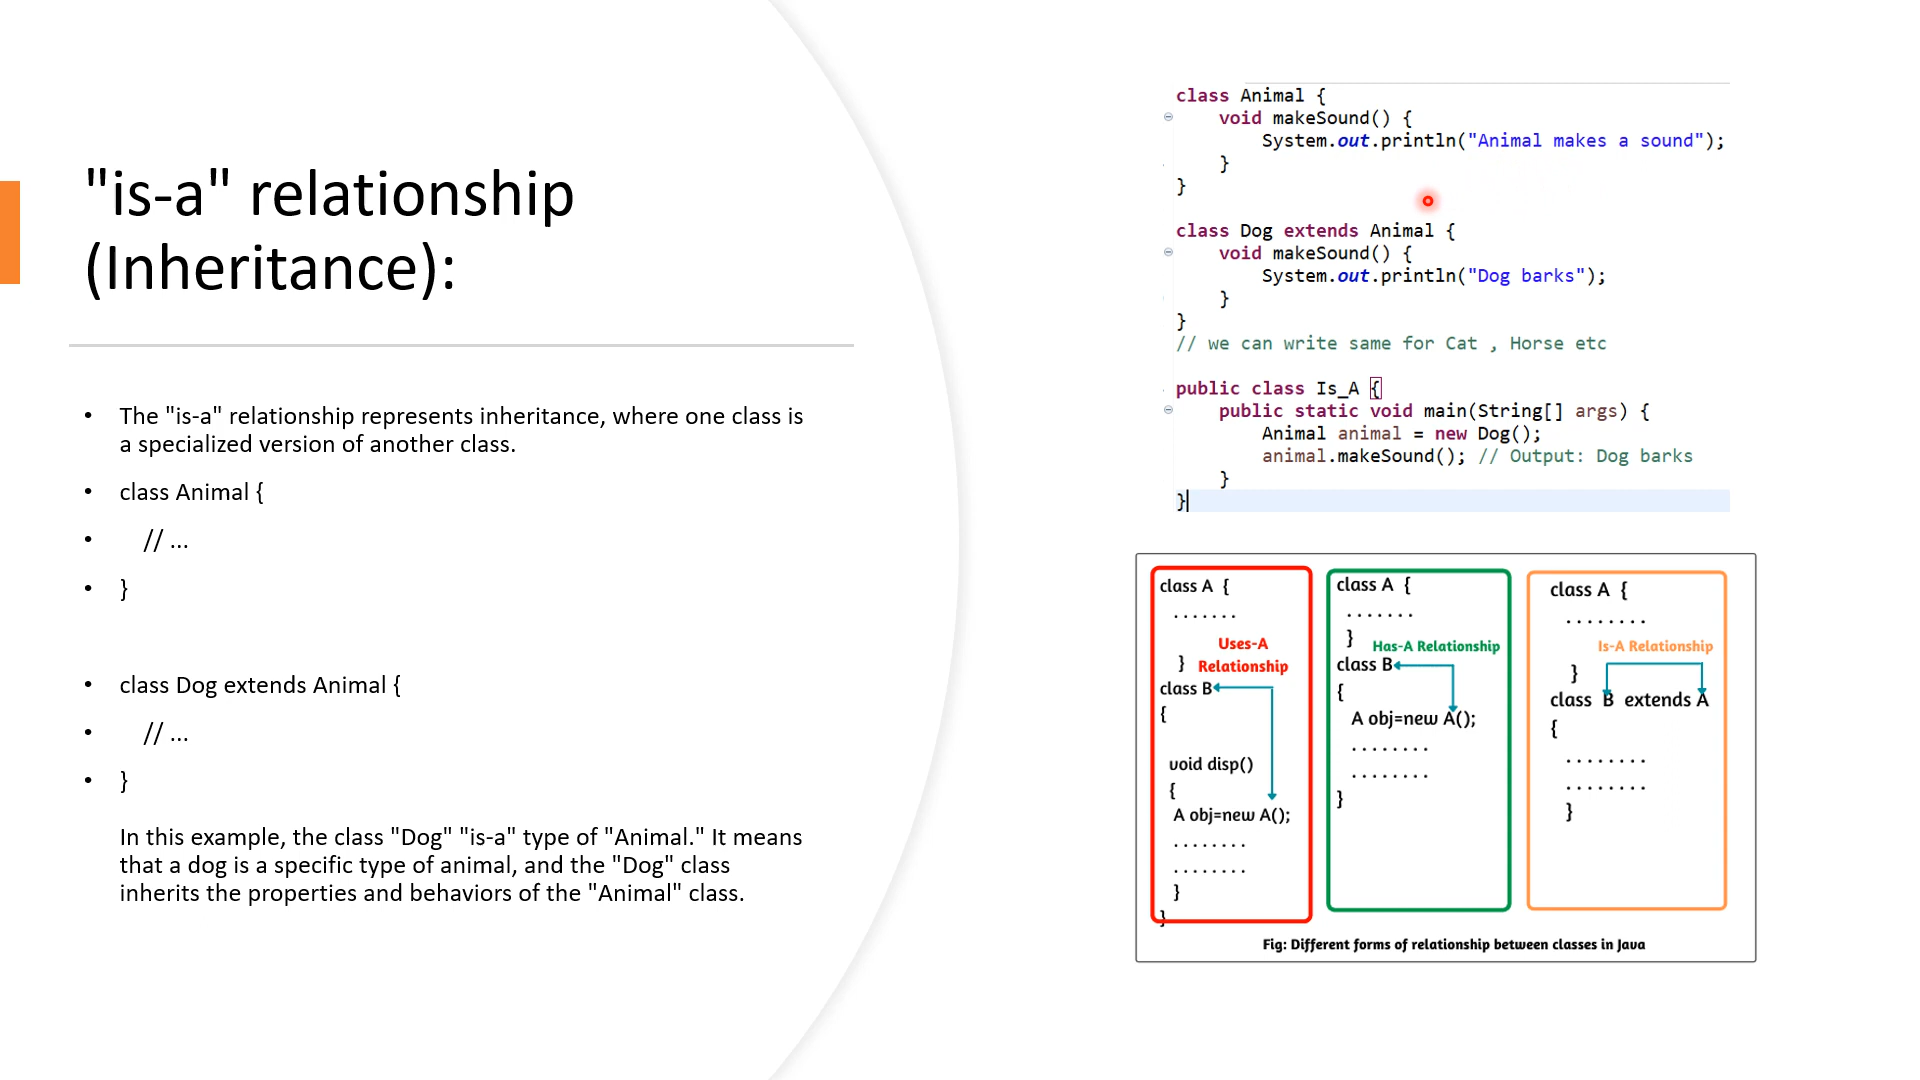 "is-a" relationship
(Inheritance):
• The "is-a" relationship represents inheritance, where one class is
a specialized version of another class.
• class Animal {
• // ...
• }
• class Dog extends Animal {
• // ...
• }
In this example, the class "Dog" "is-a" type of "Animal." It means
that a dog is a specific type of animal, and the "Dog" class
inherits the properties and behaviors of the "Animal" class.
class Animal {
void makeSound() {
System.out.println("Animal makes a sound");
}
}
class Dog extends Animal {
void makeSound() {
System.out.println("Dog barks");
}
}
// we can write same for Cat , Horse etc
public class Is_A {
public static void main(String[] args) {
Animal animal = new Dog();
animal.makeSound(); // Output: Dog barks
}
}
class A {
.......
Uses-A
} Relationship
class B
{
void disp()
{
A obj=new A();
........
........
}
}
class A {
.......
} Has-A Relationship
class B
{
A obj=new A();
........
........
}
class A {
........
Is-A Relationship
}
class B extends A
{
........
........
}
Fig: Different forms of relationship between classes in Java